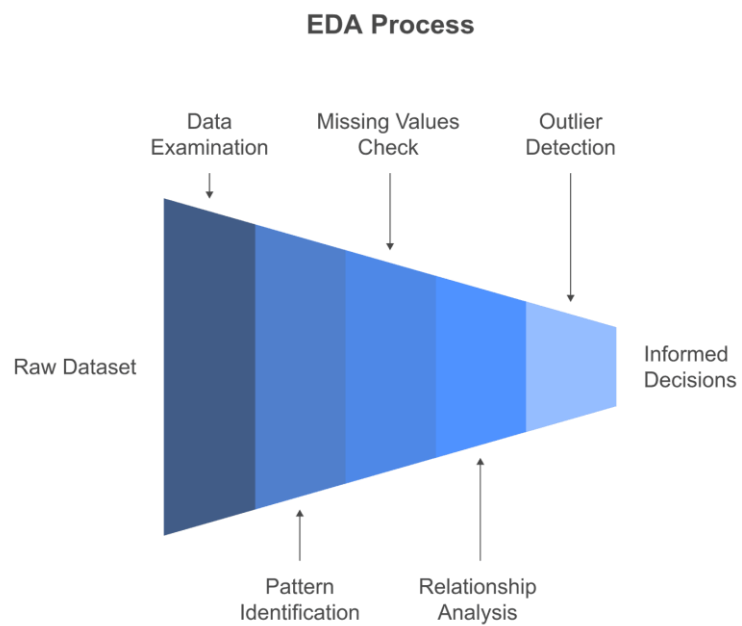 EDA Process
Data
Examination
Missing Values
Check
Outlier
Detection
Raw Dataset
Informed
Decisions
Pattern
Identification
Relationship
Analysis